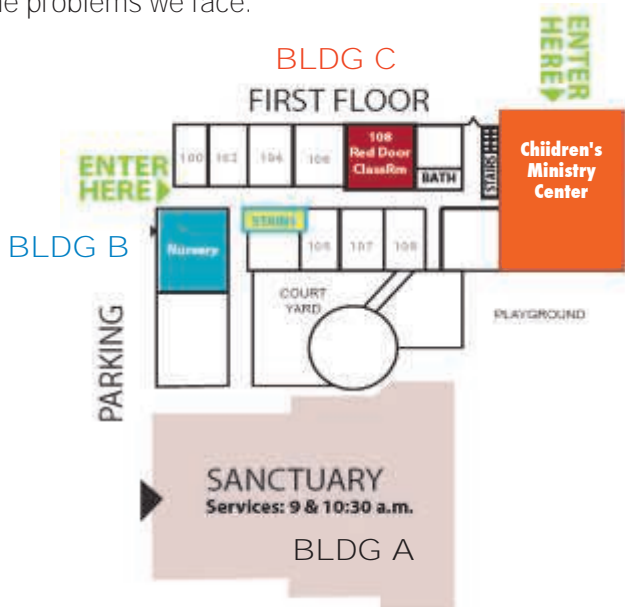 e problems we face.
BLDG C
FIRST FLOOR
ENTER
HERE
ENTER
HERE
100
102
104
106
108
Red Door
ClassRm
BATH
STAIRS
Children's
Ministry
Center
BLDG B
Nursery
STAIRS
105
107
109
COURT
YARD
PLAYGROUND
PARKING
SANCTUARY
Services: 9 & 10:30 a.m.
BLDG A